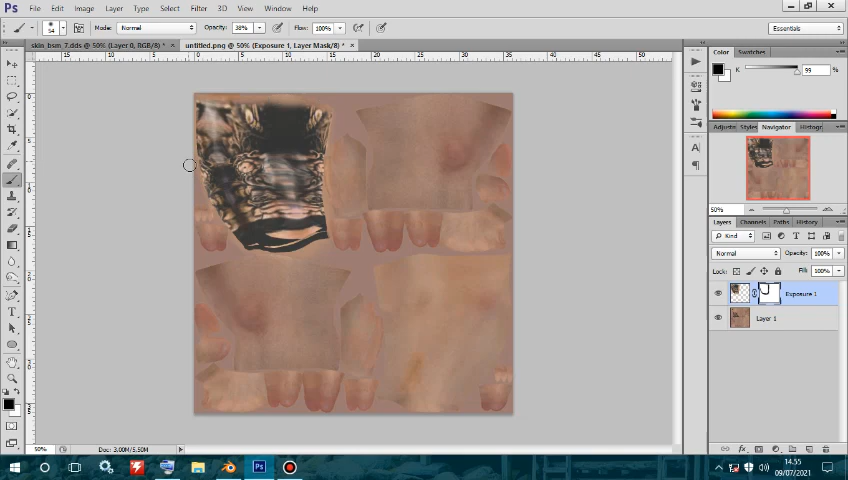 Ps File Edit Image Layer Type Select Filter 3D View Window Help
54 Mode: Normal Opacity: 38% Flow: 100% Essentials
skin_bsm_7.dds @ 50% (Layer 0, RGB/8) * × untitled.png @ 50% (Exposure 1, Layer Mask/8) * ×
Color Swatches
K 99 %
Styles Navigator
50%
Layers Channels Paths History
Kind
Normal Opacity: 100%
Lock: Fill: 100%
Exposure 1
Layer 1
50% Doc: 3.00M/5.50M
14.55
09/07/2021